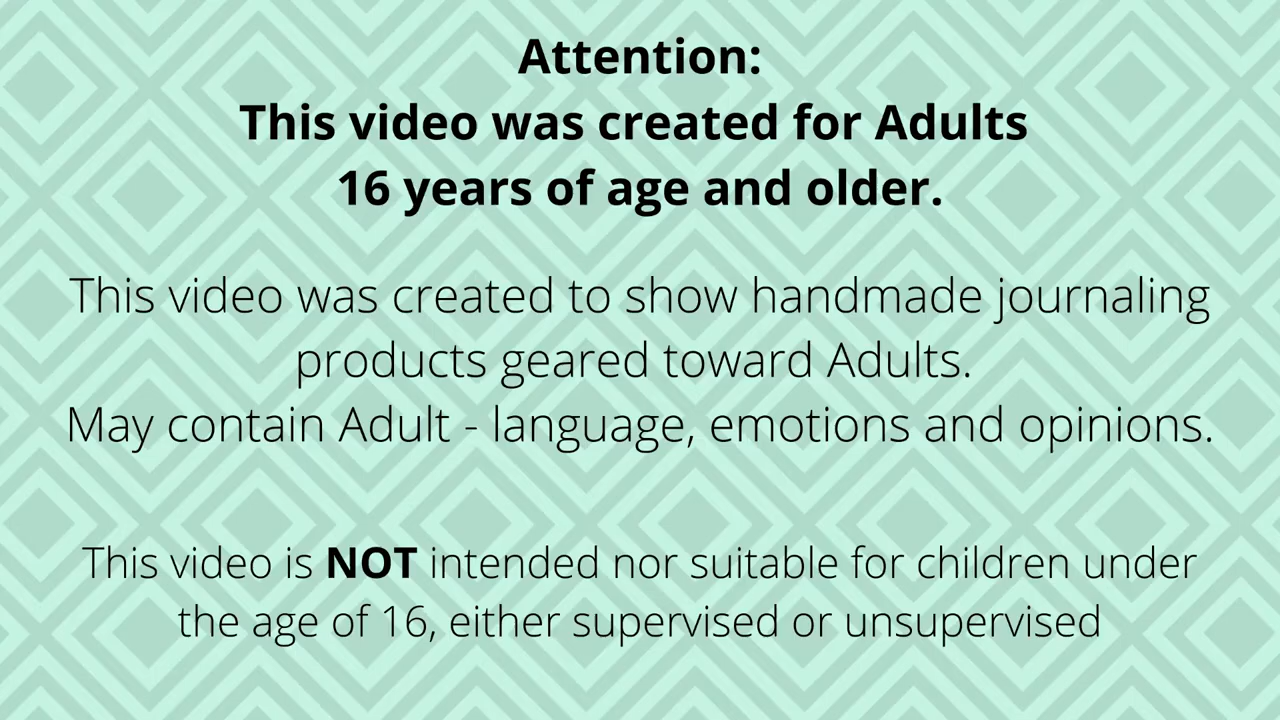 Attention:
This video was created for Adults
16 years of age and older.
This video was created to show handmade journaling
products geared toward Adults.
May contain Adult - language, emotions and opinions.
This video is NOT intended nor suitable for children under
the age of 16, either supervised or unsupervised